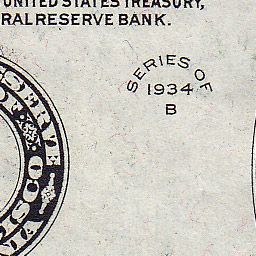 UNITED STATES TREASURY,
RAL RESERVE BANK.
SERIES OF
1934
B